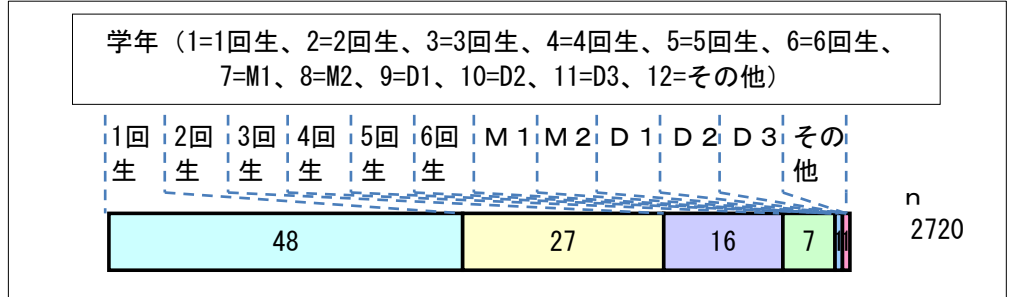 学年（1=1回生、2=2回生、3=3回生、4=4回生、5=5回生、6=6回生、
7=M1、8=M2、9=D1、10=D2、11=D3、12=その他）
1回生 2回生 3回生 4回生 5回生 6回生 Ｍ１ Ｍ２ Ｄ１ Ｄ２ Ｄ３ その他
n
2720
48 27 16 7 1 1